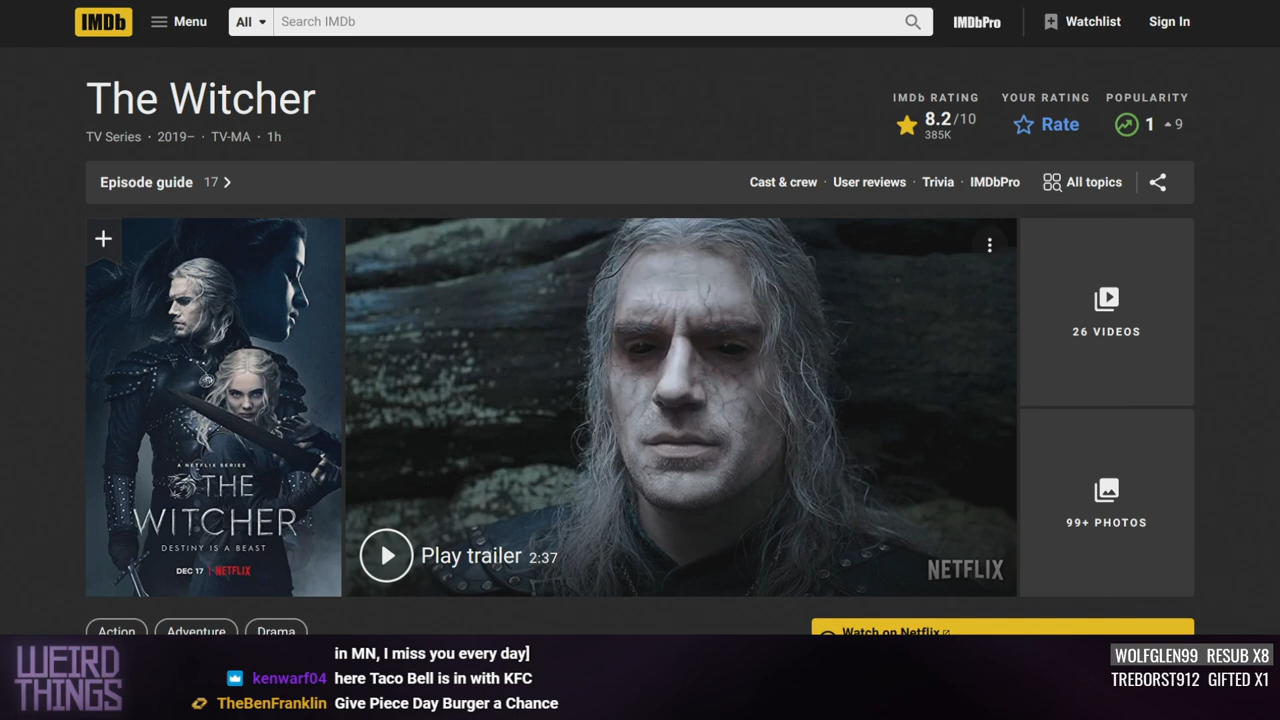 IMDb
Menu
All
Search IMDb
IMDbPro
Watchlist
Sign In
The Witcher
TV Series · 2019– · TV-MA · 1h
IMDb RATING
8.2/10
385K
YOUR RATING
Rate
POPULARITY
1
9
Episode guide 17
Cast & crew · User reviews · Trivia · IMDbPro
All topics
A NETFLIX SERIES
THE
WITCHER
DESTINY IS A BEAST
DEC 17 | NETFLIX
Play trailer 2:37
NETFLIX
26 VIDEOS
99+ PHOTOS
Action
Adventure
Drama
Watch on Netflix
WEIRD
THINGS
in MN, I miss you every day]
kenwarf04 here Taco Bell is in with KFC
TheBenFranklin Give Piece Day Burger a Chance
WOLFGLEN99 RESUB X8
TREBORST912 GIFTED X1